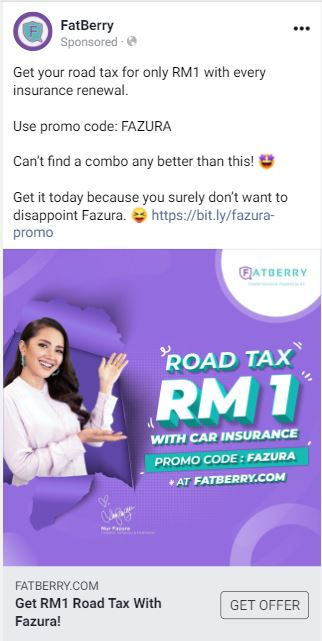 FatBerry
Sponsored ·
Get your road tax for only RM1 with every
insurance renewal.
Use promo code: FAZURA
Can't find a combo any better than this! 🤩
Get it today because you surely don't want to
disappoint Fazura. 😝 https://bit.ly/fazura-
promo
FATBERRY
ROAD TAX
RM 1
WITH CAR INSURANCE
PROMO CODE : FAZURA
*AT FATBERRY.COM
Nur Fazura
FATBERRY.COM
Get RM1 Road Tax With
Fazura!
GET OFFER